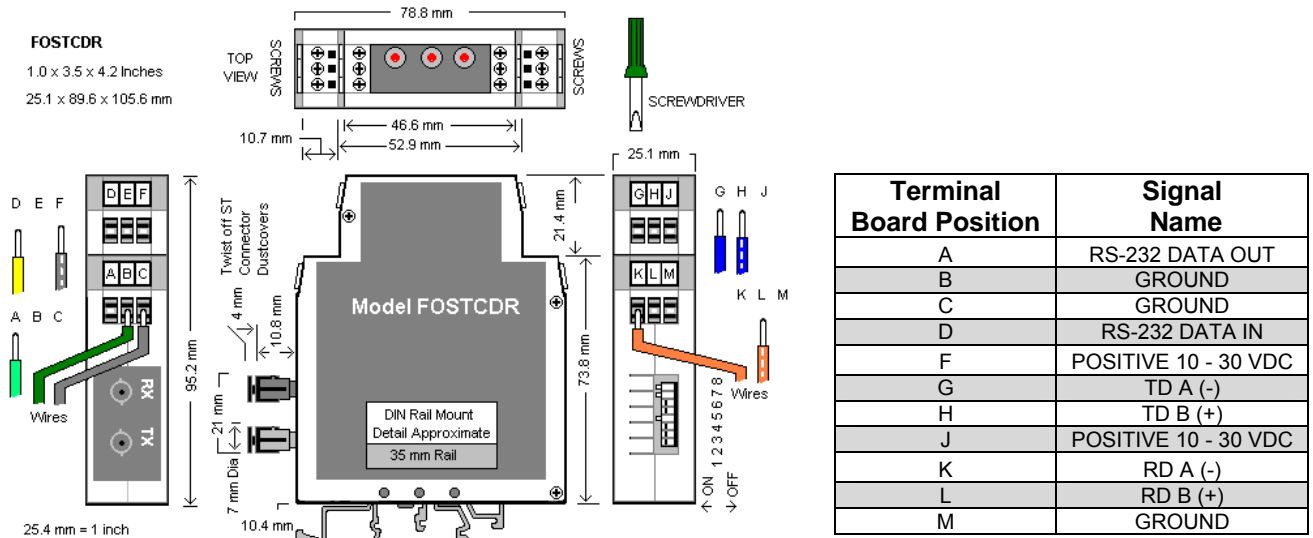 FOSTCDR
1.0 x 3.5 x 4.2 Inches
25.1 x 89.6 x 105.6 mm
78.8 mm
TOP
VIEW
SCREWS
SCREWS
SCREWDRIVER
46.6 mm
52.9 mm
10.7 mm
D E F
D E F
A B C
A B C
Wires
RX
TX
95.2 mm
25.4 mm = 1 inch
Twist off ST
Connector
Dustcovers
4 mm
10.8 mm
21 mm
7 mm Dia
10.4 mm
Model FOSTCDR
DIN Rail Mount
Detail Approximate
35 mm Rail
21.4 mm
73.8 mm
25.1 mm
G H J
G H J
K L M
K L M
Wires
1 2 3 4 5 6 7 8
ON
OFF
Terminal Board Position Signal Name
A RS-232 DATA OUT
B GROUND
C GROUND
D RS-232 DATA IN
F POSITIVE 10 - 30 VDC
G TD A (-)
H TD B (+)
J POSITIVE 10 - 30 VDC
K RD A (-)
L RD B (+)
M GROUND